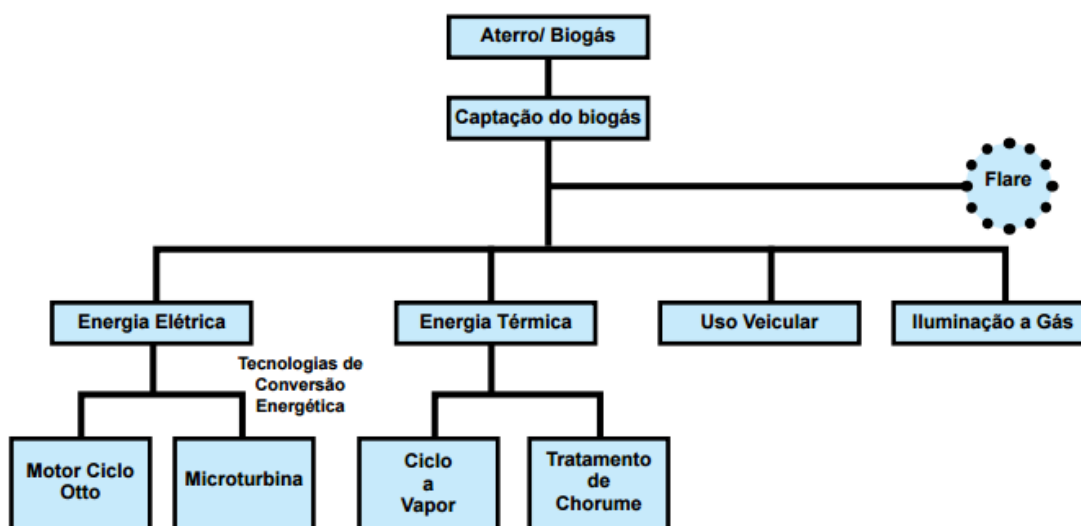 Aterro/ Biogás
Captação do biogás
Flare
Energia Elétrica
Energia Térmica
Uso Veicular
Iluminação a Gás
Tecnologias de
Conversão
Energética
Motor Ciclo
Otto
Microturbina
Ciclo
a
Vapor
Tratamento
de
Chorume